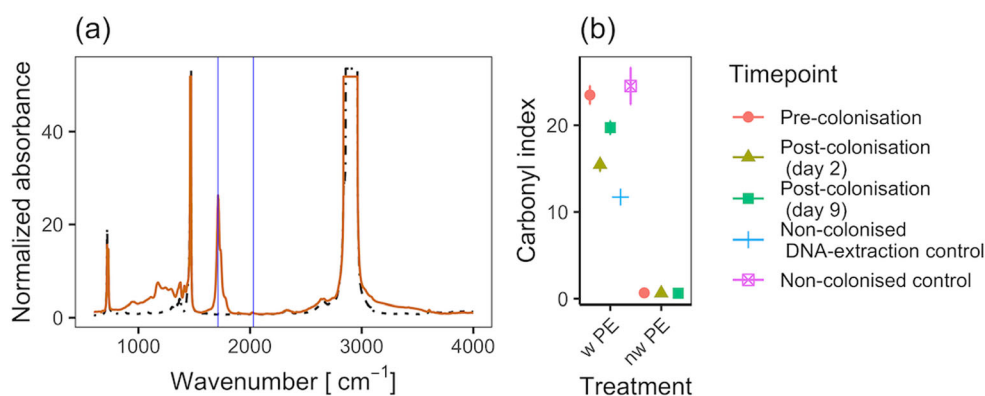 (a)
Normalized absorbance
40
20
0
1000
2000
3000
4000
Wavenumber [ cm⁻¹]
(b)
Carbonyl index
20
10
0
w PE
nw PE
Treatment
Timepoint
Pre-colonisation
Post-colonisation
(day 2)
Post-colonisation
(day 9)
Non-colonised
DNA-extraction control
Non-colonised control